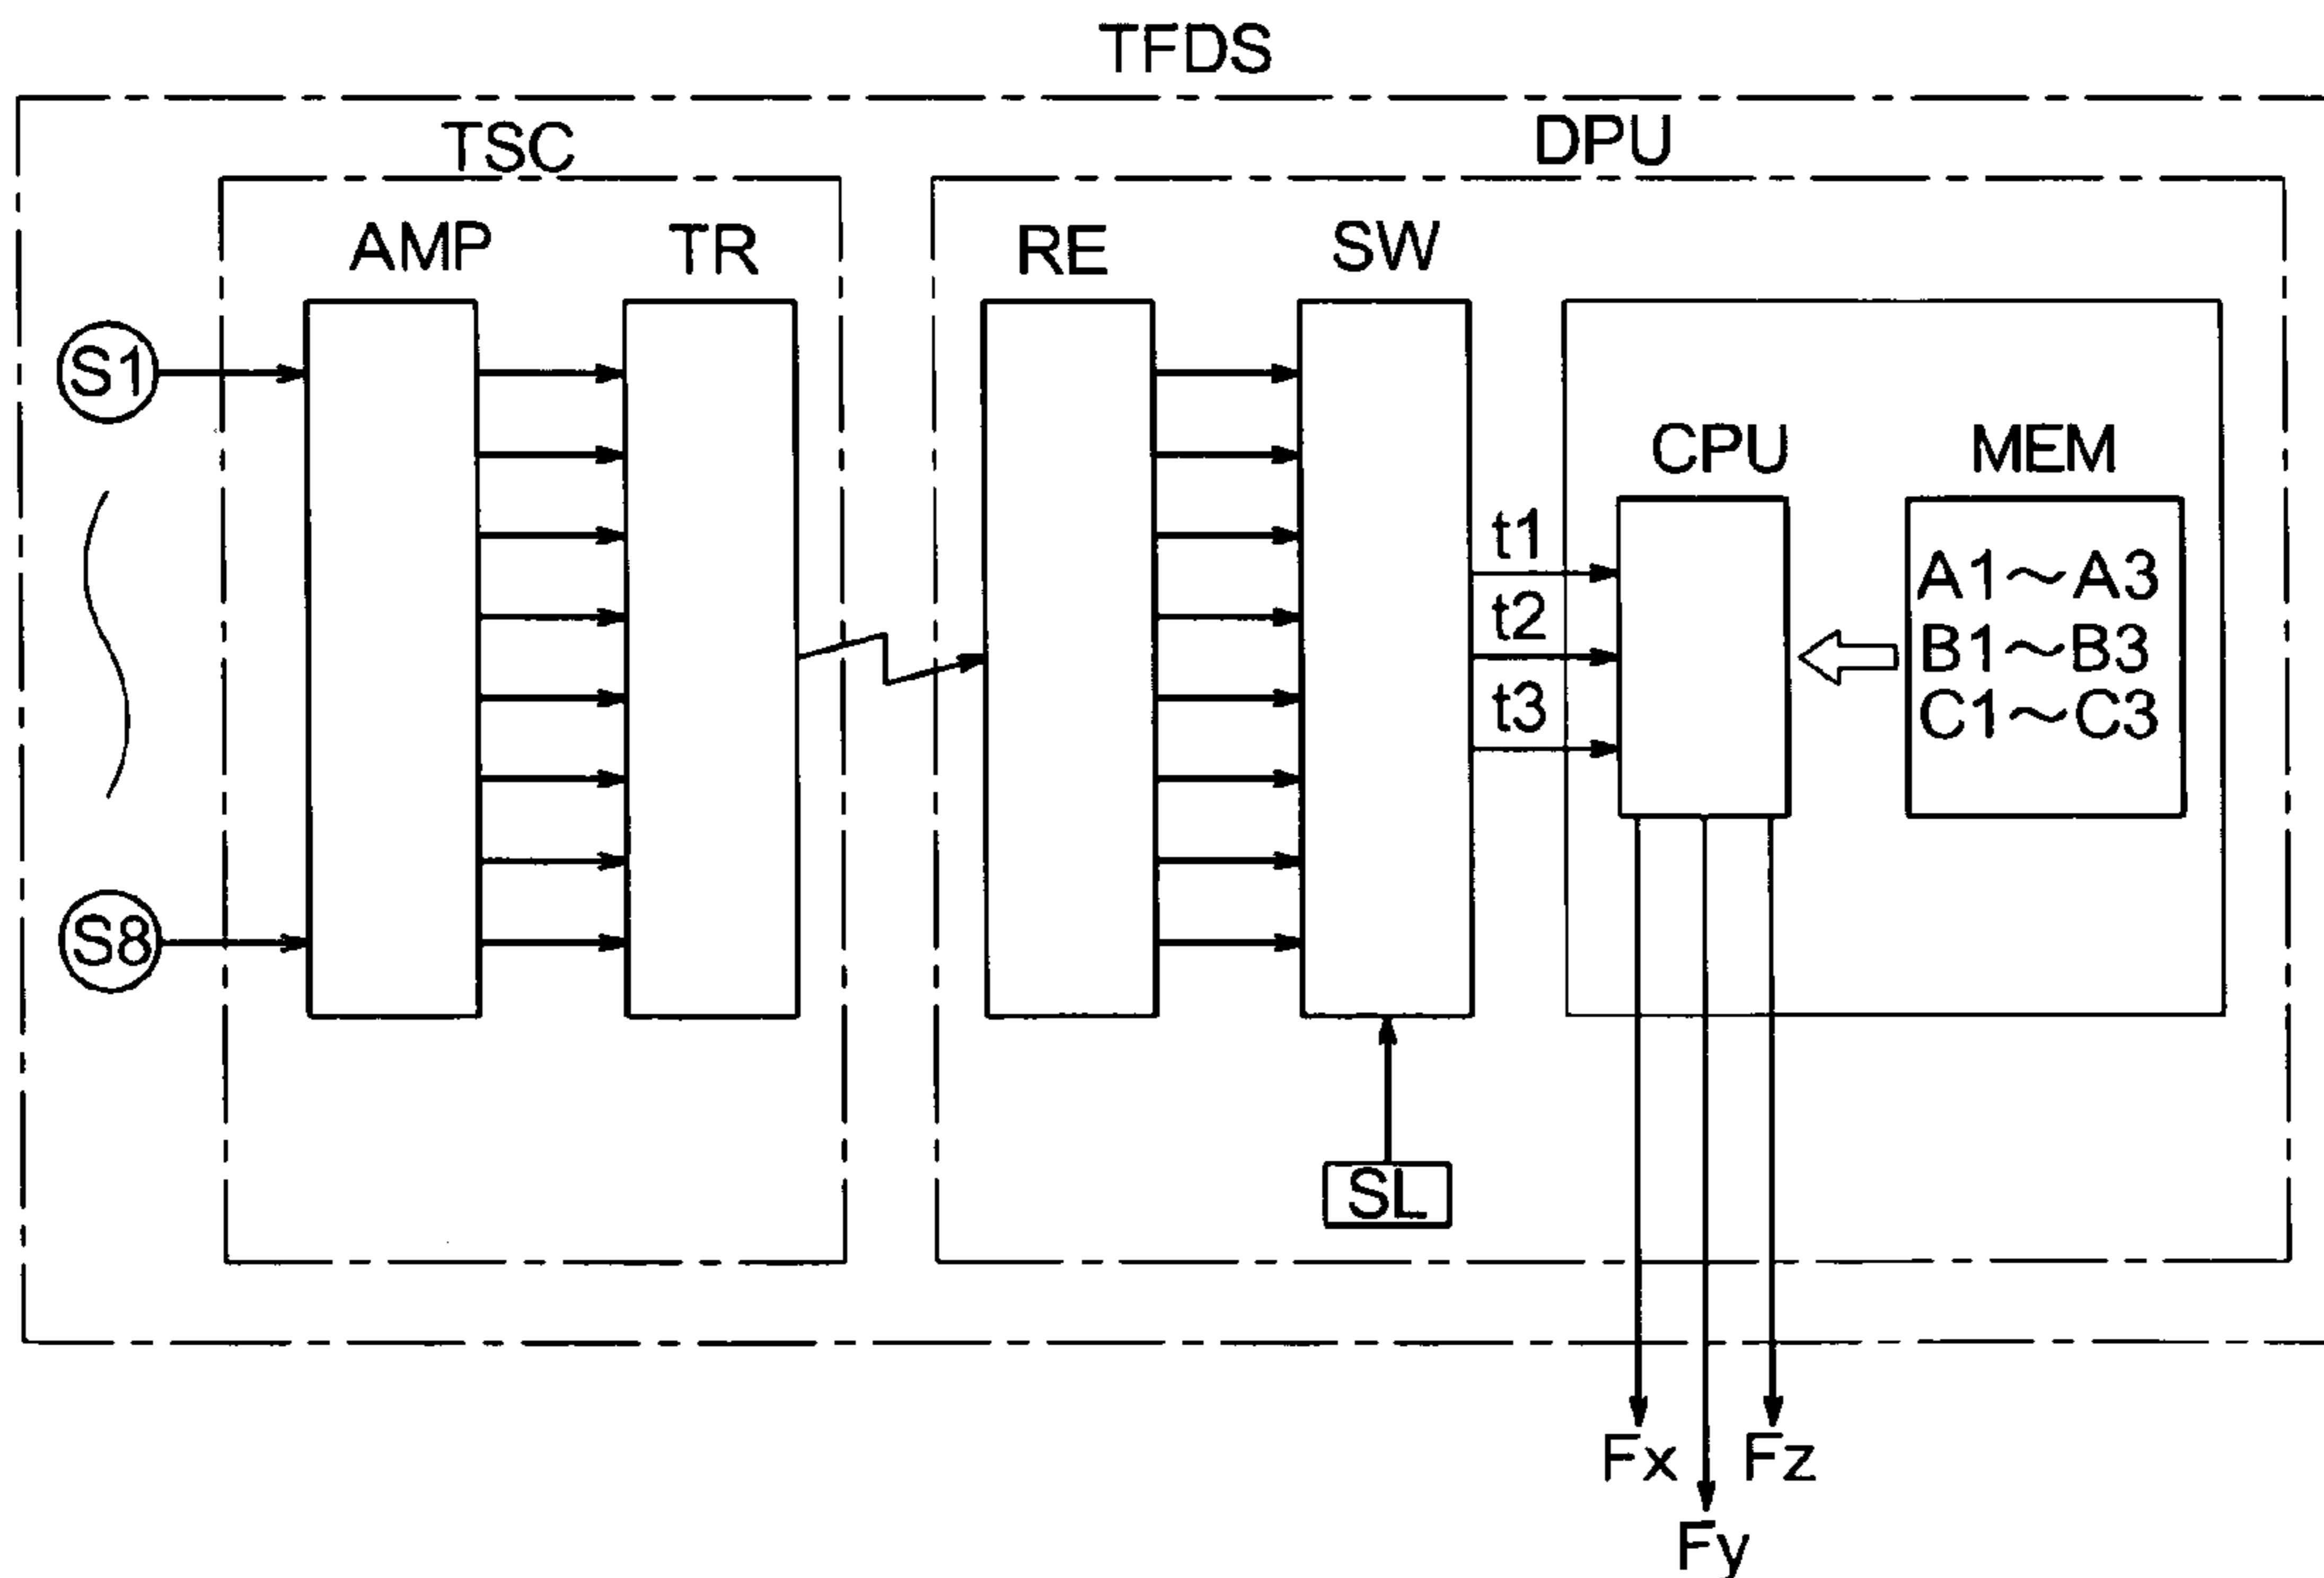 TFDS
TSC
DPU
AMP
TR
RE
SW
S1
CPU
MEM
t1
A1～A3
t2
B1～B3
t3
C1～C3
S8
SL
Fx
Fz
Fy